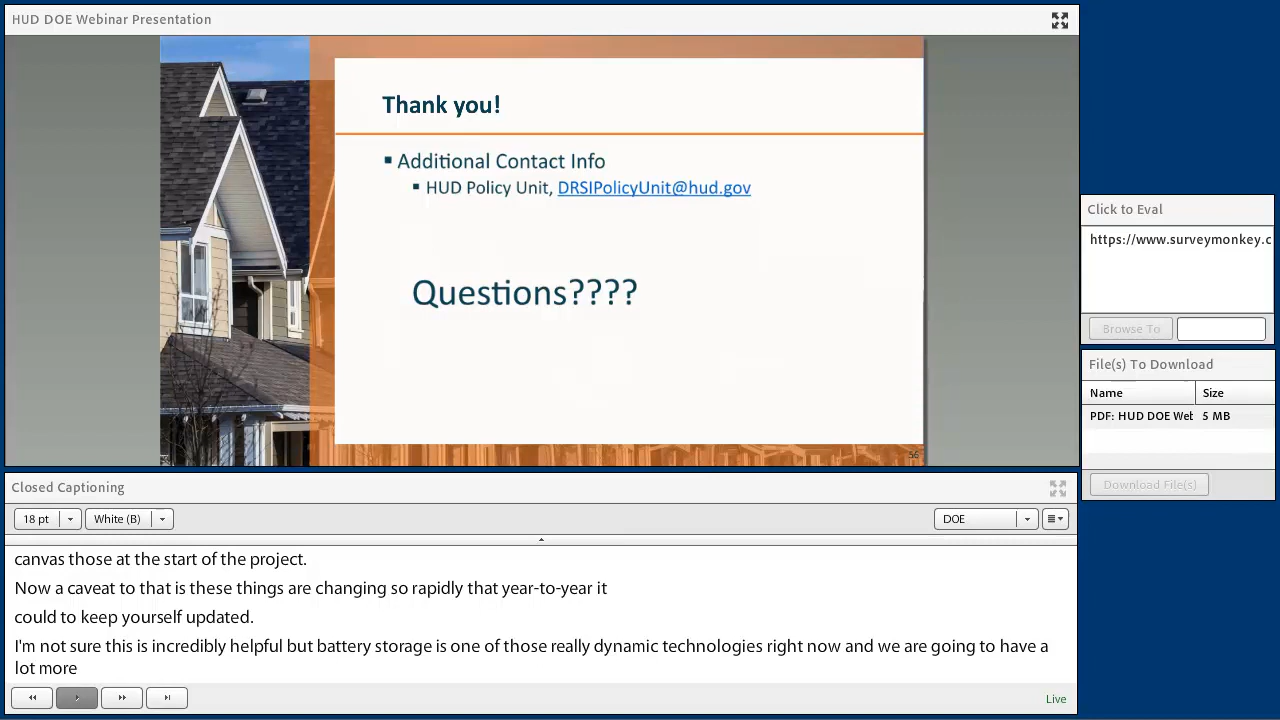 HUD DOE Webinar Presentation
Thank you!
Additional Contact Info
HUD Policy Unit, DRSIPolicyUnit@hud.gov
Questions????
56
Click to Eval
https://www.surveymonkey.c
Browse To
File(s) To Download
Name Size
PDF: HUD DOE Wet 5 MB
Download File(s)
Closed Captioning
18 pt White (B) DOE
canvas those at the start of the project.
Now a caveat to that is these things are changing so rapidly that year-to-year it
could to keep yourself updated.
I'm not sure this is incredibly helpful but battery storage is one of those really dynamic technologies right now and we are going to have a
lot more
Live